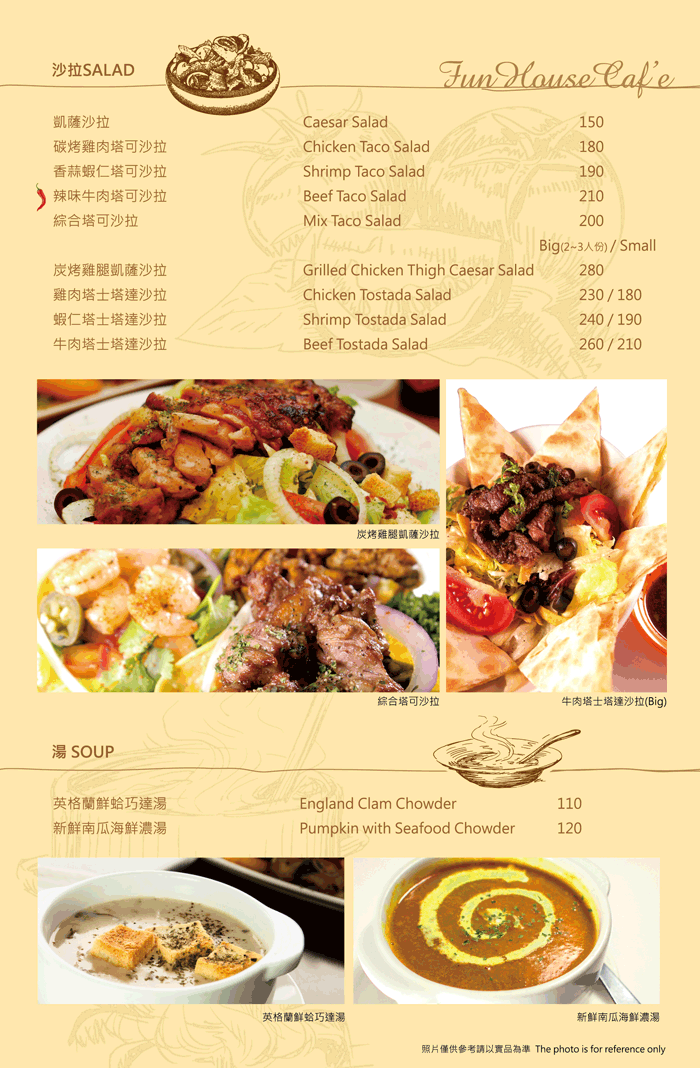 沙拉SALAD
Fun House Caf'e
凱薩沙拉 Caesar Salad 150
碳烤雞肉塔可沙拉 Chicken Taco Salad 180
香蒜蝦仁塔可沙拉 Shrimp Taco Salad 190
辣味牛肉塔可沙拉 Beef Taco Salad 210
綜合塔可沙拉 Mix Taco Salad 200
Big(2~3人份) / Small
炭烤雞腿凱薩沙拉 Grilled Chicken Thigh Caesar Salad 280
雞肉塔士塔達沙拉 Chicken Tostada Salad 230 / 180
蝦仁塔士塔達沙拉 Shrimp Tostada Salad 240 / 190
牛肉塔士塔達沙拉 Beef Tostada Salad 260 / 210
炭烤雞腿凱薩沙拉
綜合塔可沙拉
牛肉塔士塔達沙拉(Big)
湯 SOUP
英格蘭鮮蛤巧達湯 England Clam Chowder 110
新鮮南瓜海鮮濃湯 Pumpkin with Seafood Chowder 120
英格蘭鮮蛤巧達湯
新鮮南瓜海鮮濃湯
照片僅供參考請以實品為準 The photo is for reference only